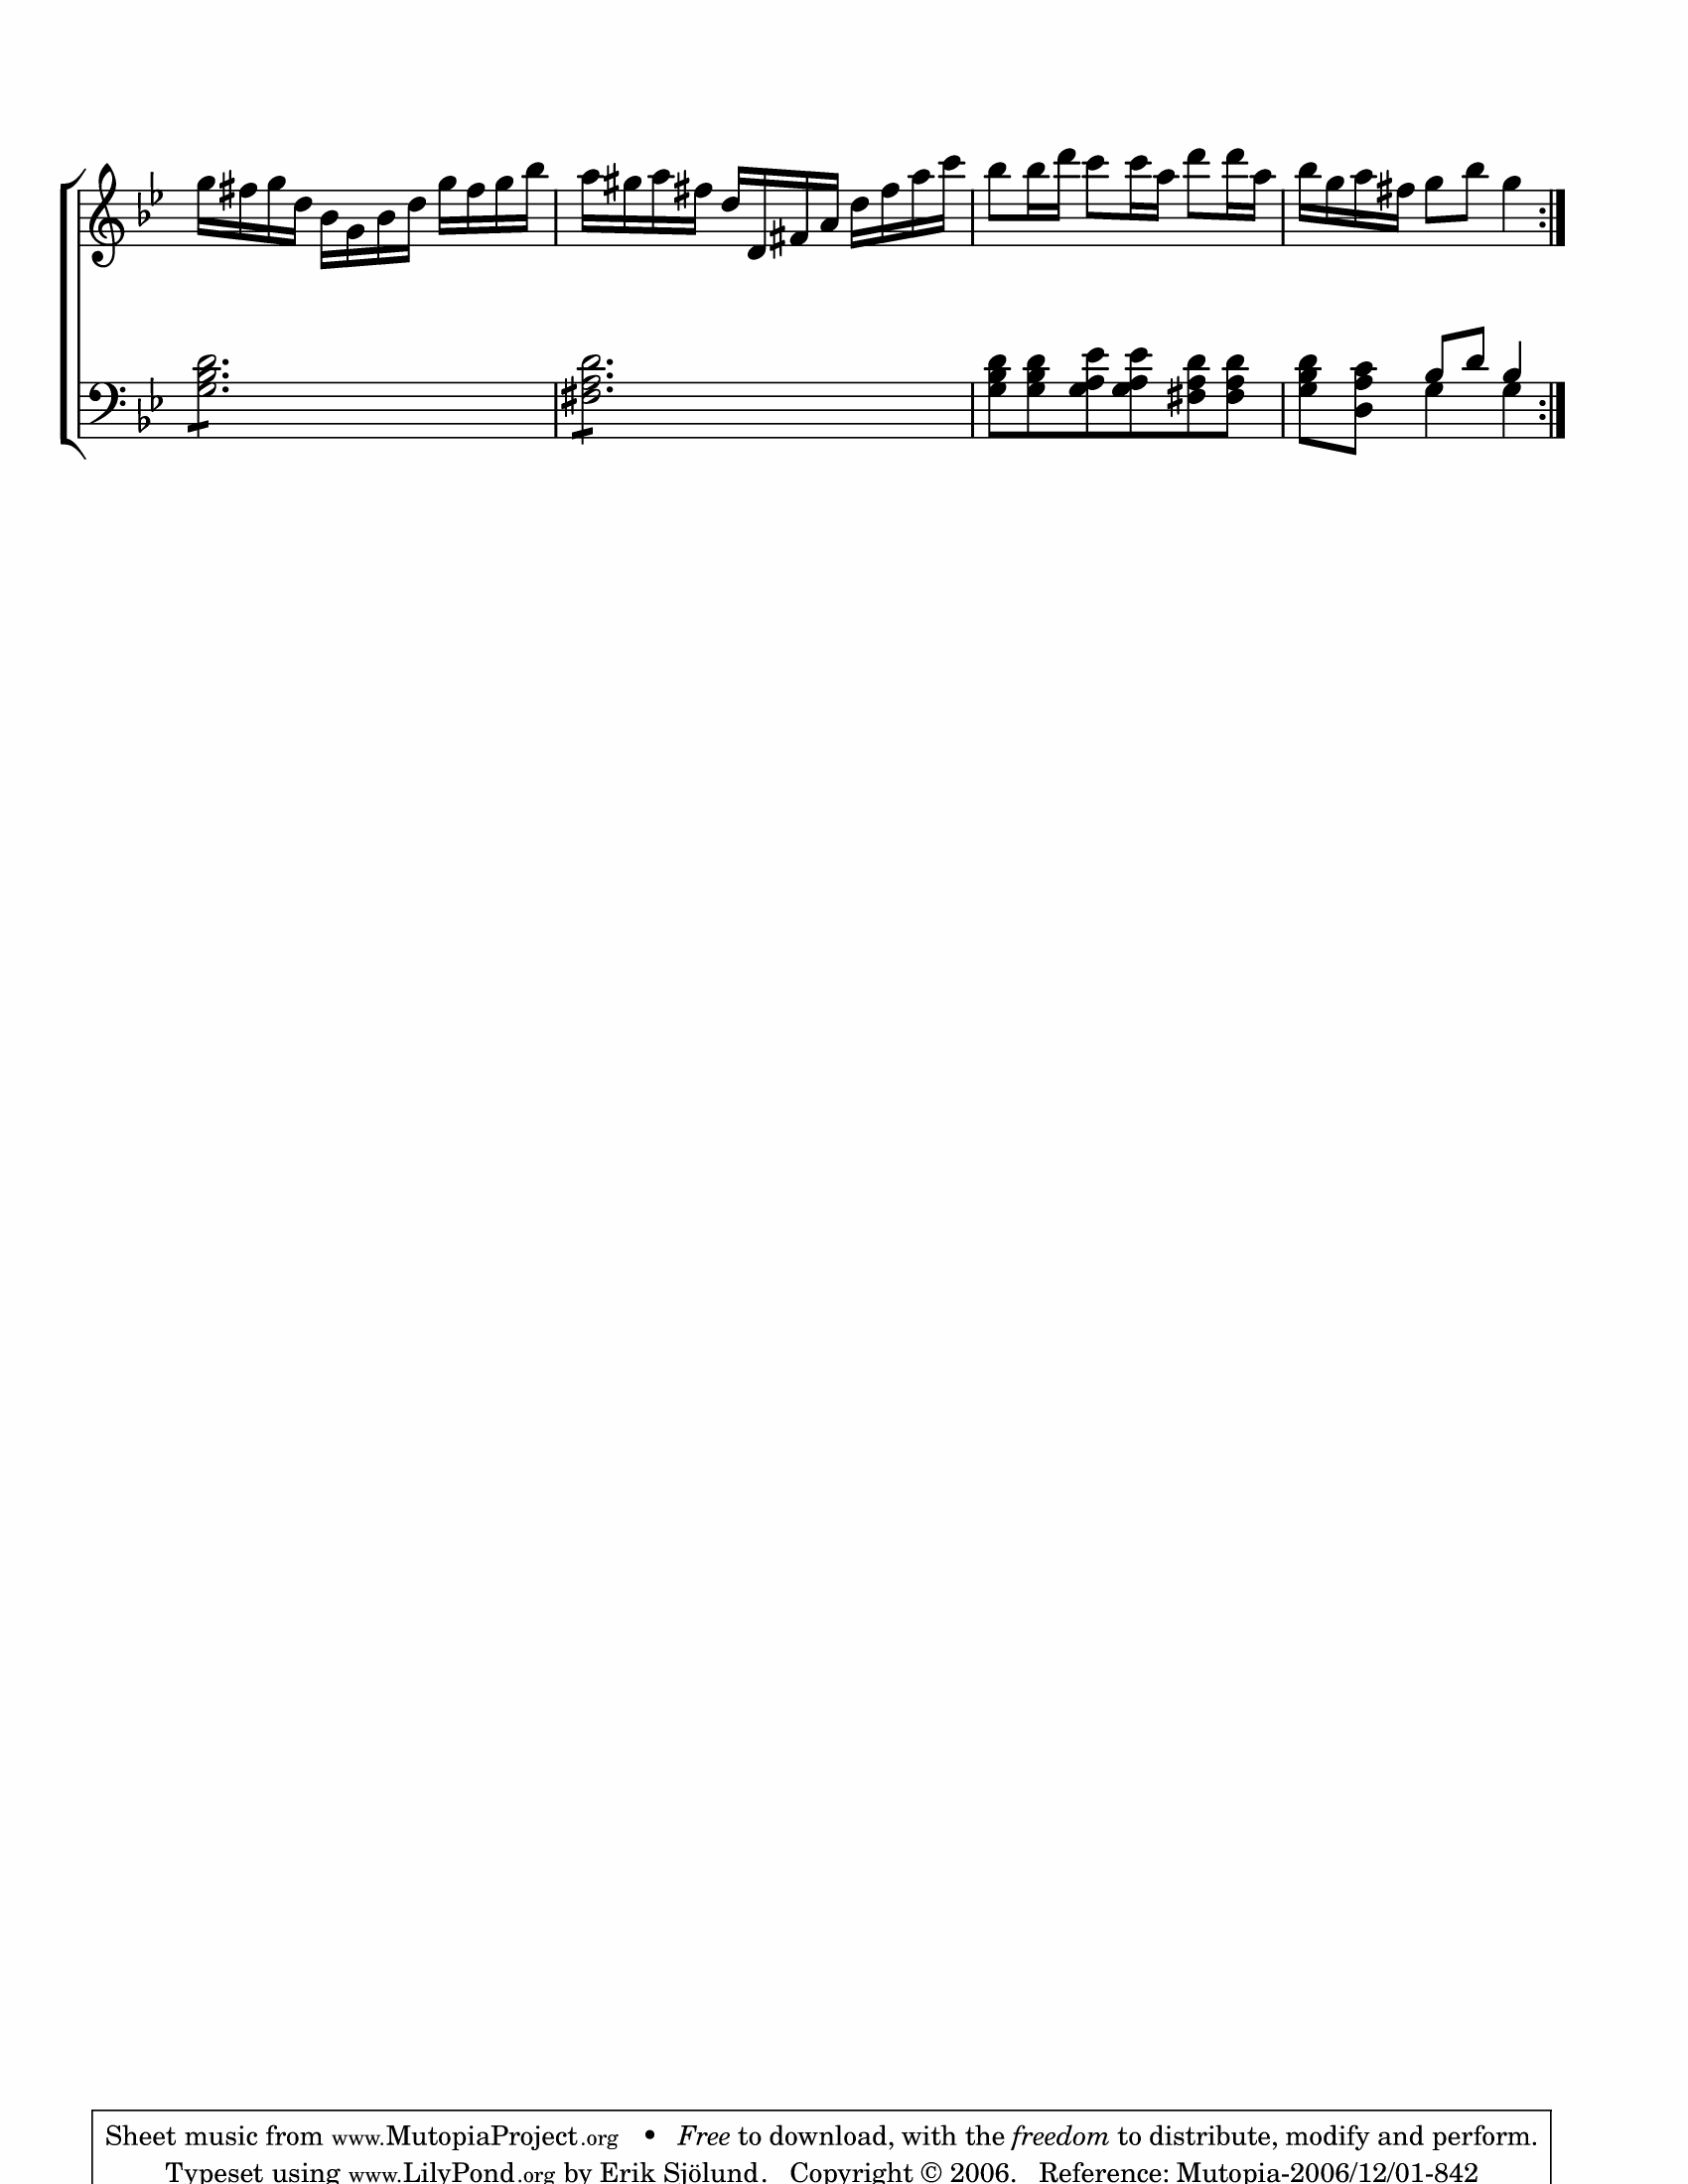 Sheet music from www.MutopiaProject.org • Free to download, with the freedom to distribute, modify and perform.
Typeset using www.LilyPond.org by Erik Sjölund. Copyright © 2006. Reference: Mutopia-2006/12/01-842